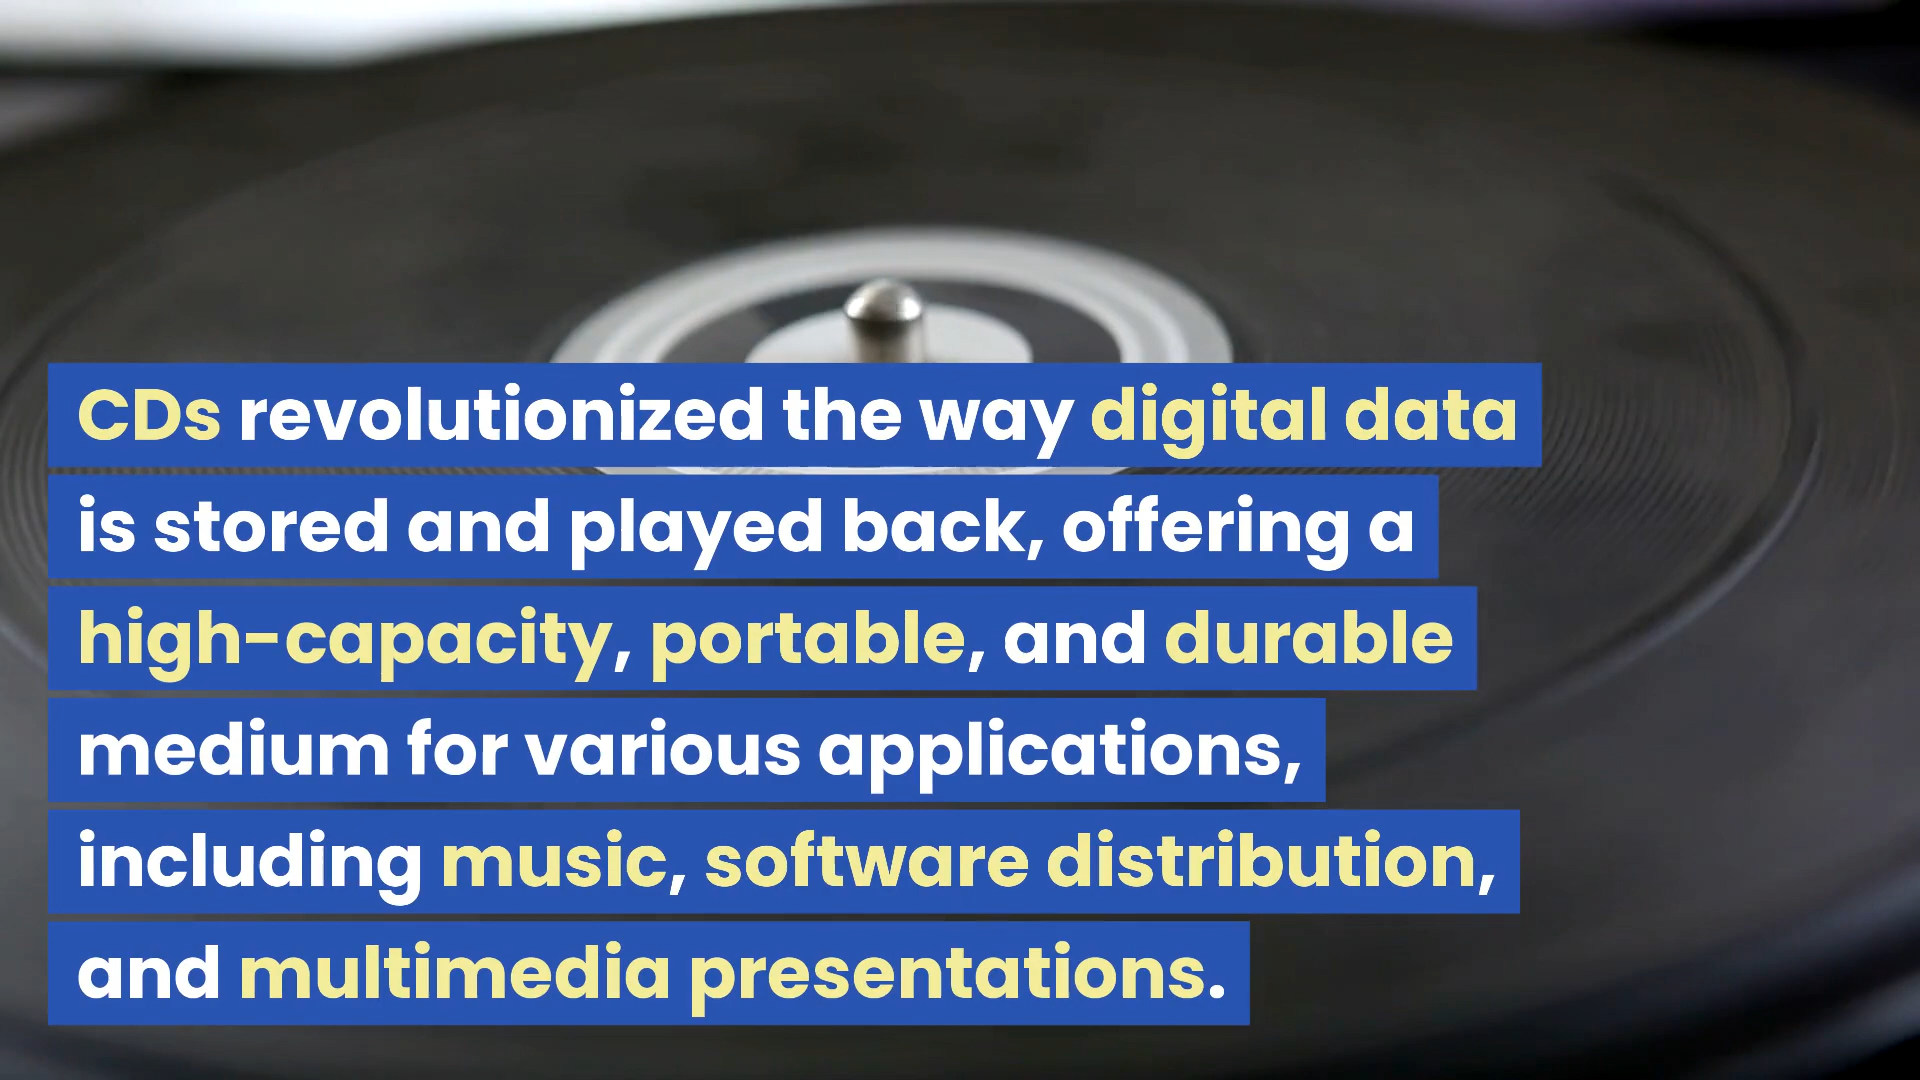 CDs revolutionized the way digital data
is stored and played back, offering a
high-capacity, portable, and durable
medium for various applications,
including music, software distribution,
and multimedia presentations.